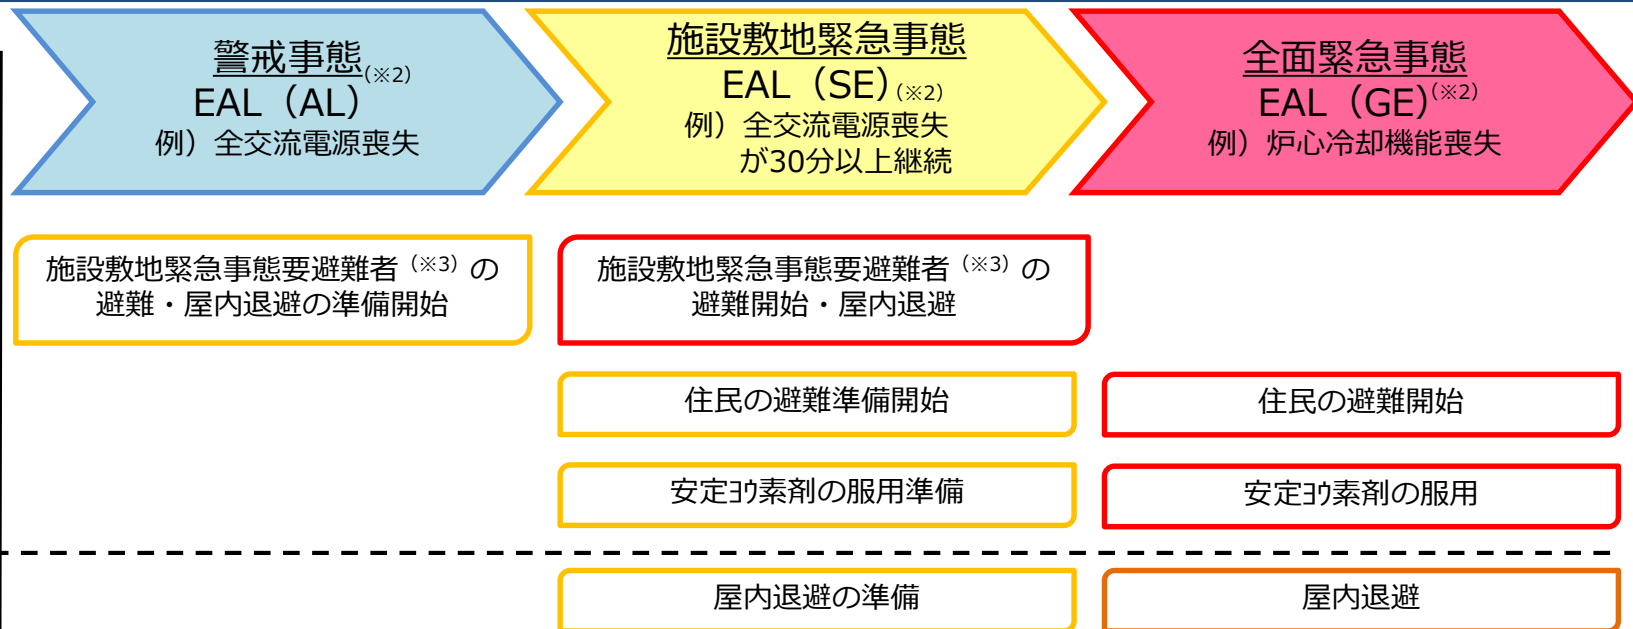 警戒事態(※2)
EAL（AL）
例）全交流電源喪失
施設敷地緊急事態
EAL（SE）(※2)
例）全交流電源喪失
が30分以上継続
全面緊急事態
EAL（GE）(※2)
例）炉心冷却機能喪失
施設敷地緊急事態要避難者（※3）の
避難・屋内退避の準備開始
施設敷地緊急事態要避難者（※3）の
避難開始・屋内退避
住民の避難準備開始
住民の避難開始
安定ﾖｳ素剤の服用準備
安定ﾖｳ素剤の服用
屋内退避の準備
屋内退避